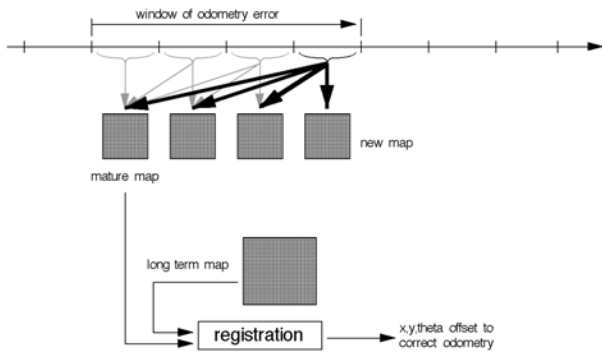 window of odometry error
new map
mature map
long term map
registration
x,y,theta offset to
correct odometry